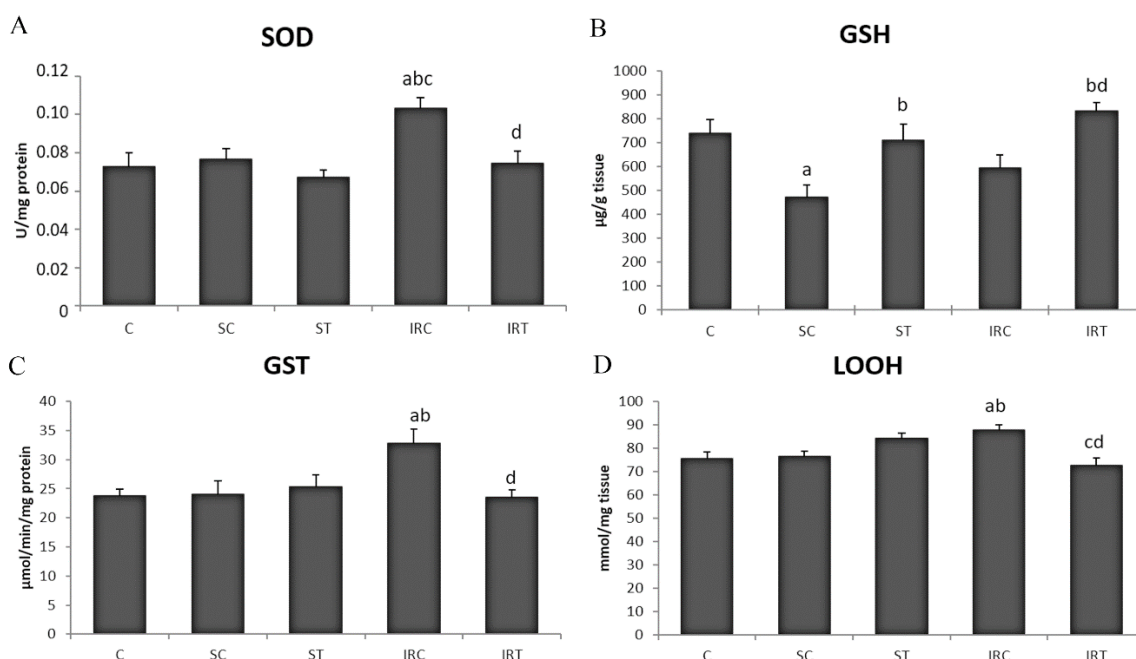 A
SOD
U/mg protein
0.12
0.10
0.08
0.06
0.04
0.02
0
abc
d
C SC ST IRC IRT
B
GSH
µg/g tissue
1000
900
800
700
600
500
400
300
200
100
0
a
b
bd
C SC ST IRC IRT
C
GST
µmol/min/mg protein
40
35
30
25
20
15
10
5
0
ab
d
C SC ST IRC IRT
D
LOOH
mmol/mg tissue
100
90
80
70
60
50
40
30
20
10
0
ab
cd
C SC ST IRC IRT